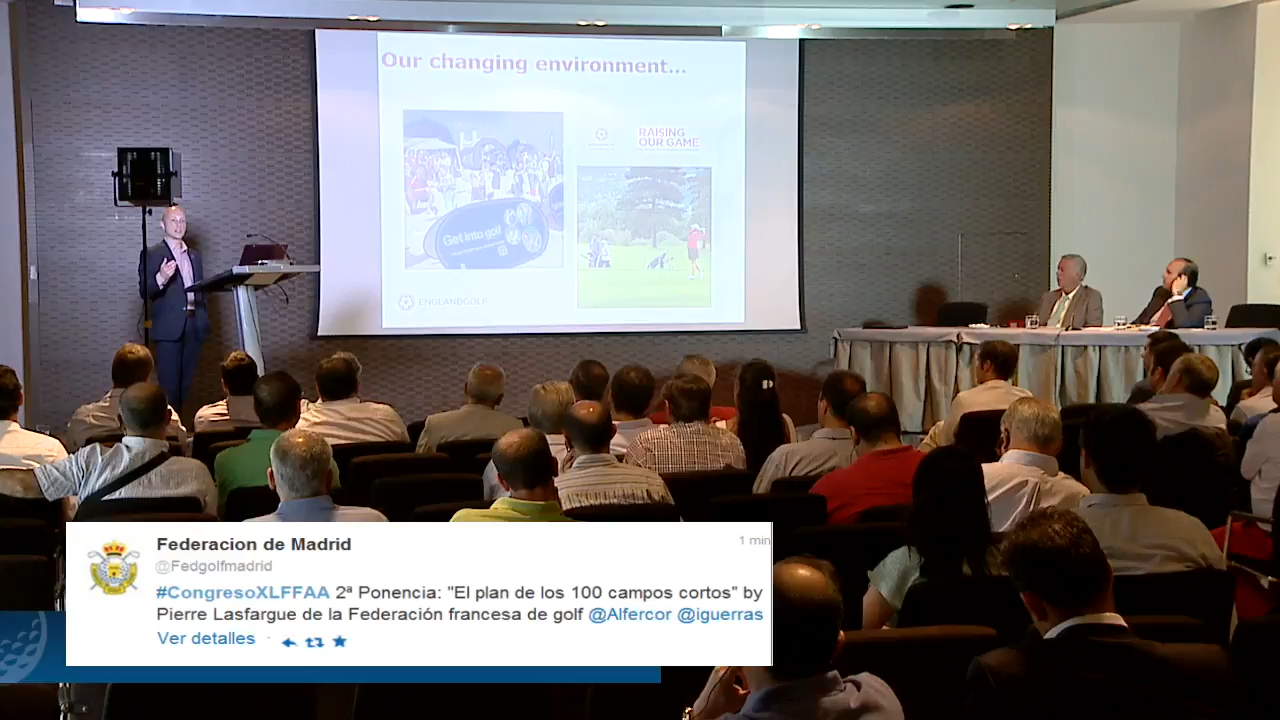 Our changing environment...
RAISING
OUR GAME
Get into golf
ENGLANDGOLF
Federacion de Madrid
1 min
@Fedgolfmadrid
#CongresoXLFFAA 2ª Ponencia: "El plan de los 100 campos cortos" by
Pierre Lasfargue de la Federación francesa de golf @Alfercor @iguerras
Ver detalles ·